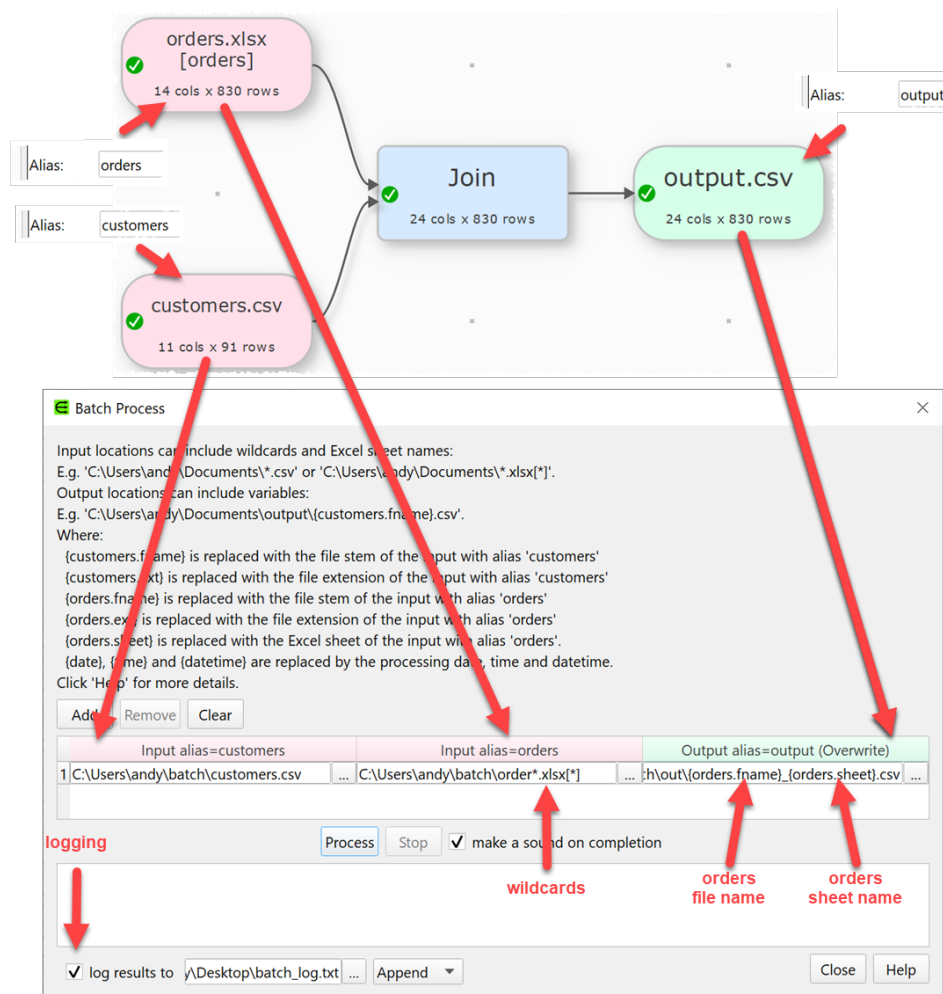 orders.xlsx
[orders]
14 cols x 830 rows
Alias: output
Alias: orders
Join
24 cols x 830 rows
output.csv
24 cols x 830 rows
Alias: customers
customers.csv
11 cols x 91 rows
Batch Process
Input locations can include wildcards and Excel sheet names:
E.g. 'C:\Users\andy\Documents\*.csv' or 'C:\Users\andy\Documents\*.xlsx[*]'.
Output locations can include variables:
E.g. 'C:\Users\andy\Documents\output\{customers.fname}.csv'.
Where:
{customers.fname} is replaced with the file stem of the input with alias 'customers'
{customers.ext} is replaced with the file extension of the input with alias 'customers'
{orders.fname} is replaced with the file stem of the input with alias 'orders'
{orders.ext} is replaced with the file extension of the input with alias 'orders'
{orders.sheet} is replaced with the Excel sheet of the input with alias 'orders'.
{date}, {time} and {datetime} are replaced by the processing date, time and datetime.
Click 'Help' for more details.
Add Remove Clear
Input alias=customers Input alias=orders Output alias=output (Overwrite)
1 C:\Users\andy\batch\customers.csv ... C:\Users\andy\batch\order*.xlsx[*] ... :h\out\{orders.fname}_{orders.sheet}.csv ...
logging
Process Stop make a sound on completion
wildcards
orders
file name
orders
sheet name
log results to y\Desktop\batch_log.txt ... Append Close Help